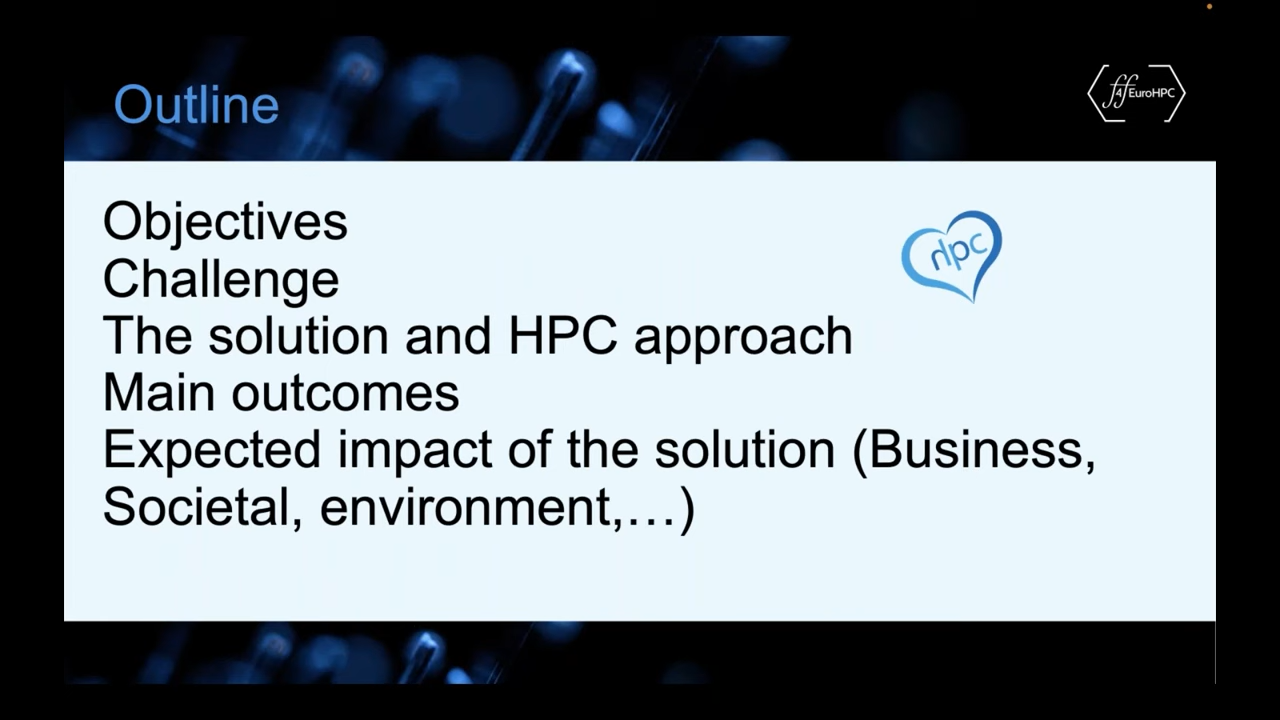 Outline
ff4EuroHPC
Objectives
hpc
Challenge
The solution and HPC approach
Main outcomes
Expected impact of the solution (Business,
Societal, environment,…)